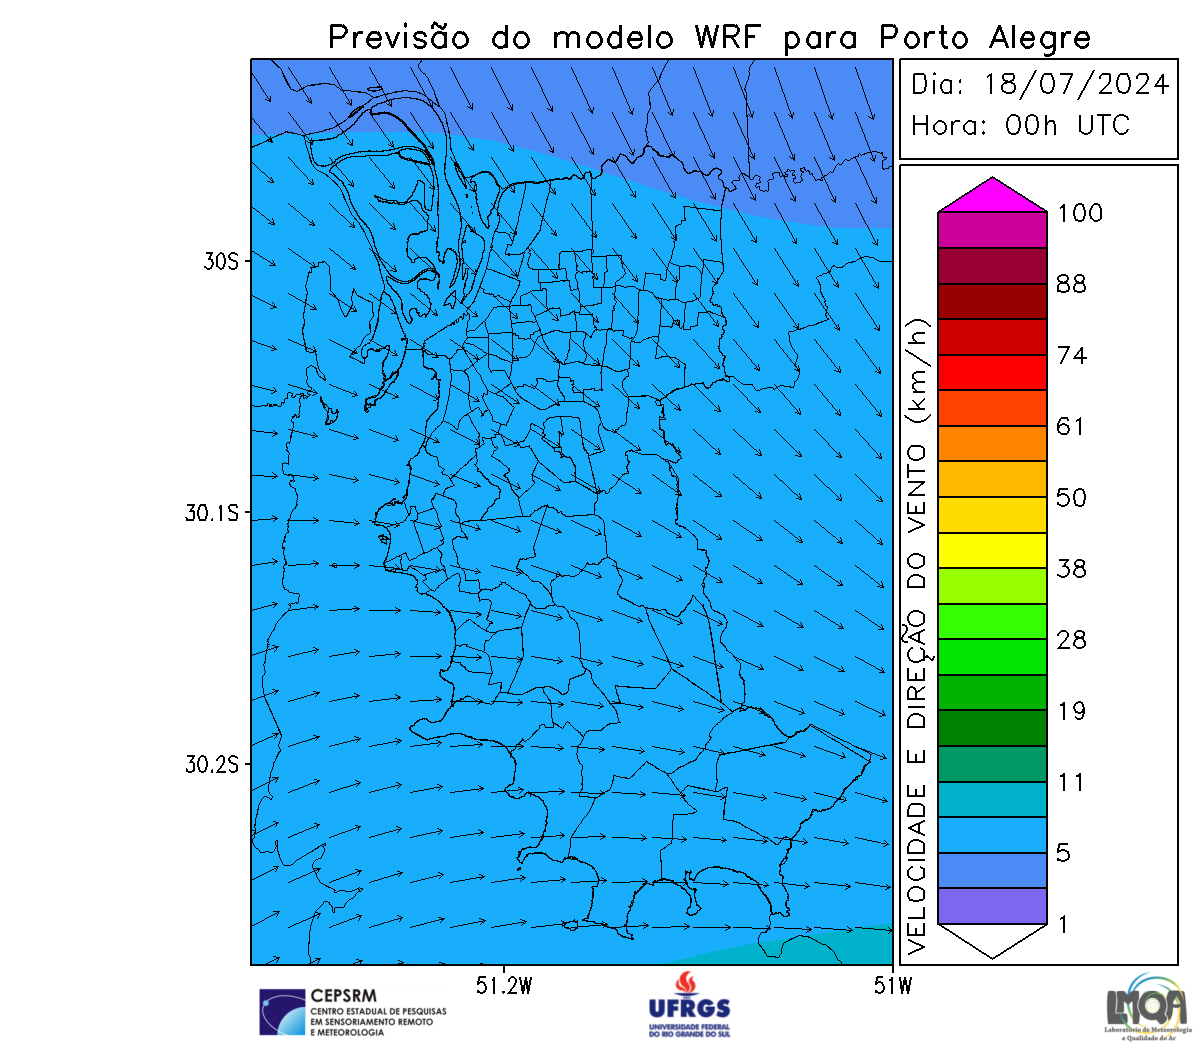 Previsão do modelo WRF para Porto Alegre
Dia: 18/07/2024
Hora: 00h UTC
30S
30.1S
30.2S
51.2W
51W
VELOCIDADE E DIREÇÃO DO VENTO (km/h)
100
88
74
61
50
38
28
19
11
5
1
CEPSRM
CENTRO ESTADUAL DE PESQUISAS
EM SENSORIAMENTO REMOTO
E METEOROLOGIA
UFRGS
UNIVERSIDADE FEDERAL
DO RIO GRANDE DO SUL
LMQA
Laboratório de Meteorologia
e Qualidade do Ar